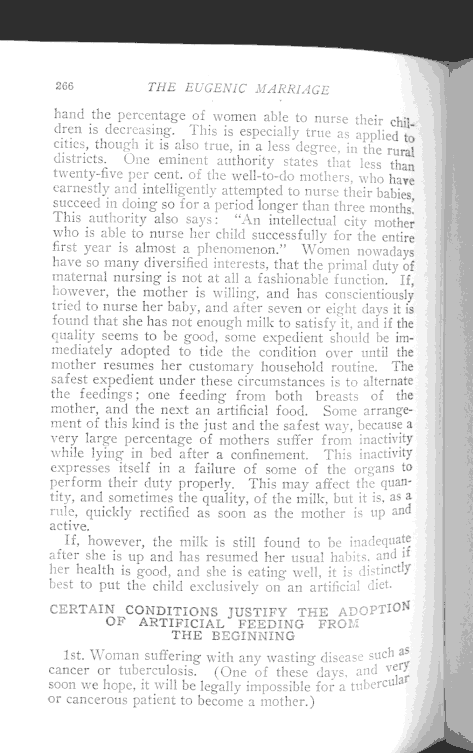 266 THE EUGENIC MARRIAGE
hand the percentage of women able to nurse their chil-
dren is decreasing. This is especially true as applied to
cities, though it is also true, in a less degree, in the rural
districts. One eminent authority states that less than
twenty-five per cent. of the well-to-do mothers, who have
earnestly and intelligently attempted to nurse their babies,
succeed in doing so for a period longer than three months.
This authority also says: "An intellectual city mother
who is able to nurse her child successfully for the entire
first year is almost a phenomenon." Women nowadays
have so many diversified interests, that the primal duty of
maternal nursing is not at all a fashionable function. If,
however, the mother is willing, and has conscientiously
tried to nurse her baby, and after seven or eight days it is
found that she has not enough milk to satisfy it, and if the
quality seems to be good, some expedient should be im-
mediately adopted to tide the condition over until the
mother resumes her customary household routine. The
safest expedient under these circumstances is to alternate
the feedings; one feeding from both breasts of the
mother, and the next an artificial food. Some arrange-
ment of this kind is the just and the safest way, because a
very large percentage of mothers suffer from inactivity
while lying in bed after a confinement. This inactivity
expresses itself in a failure of some of the organs to
perform their duty properly. This may affect the quan-
tity, and sometimes the quality, of the milk, but it is, as a
rule, quickly rectified as soon as the mother is up and
active.
If, however, the milk is still found to be inadequate
after she is up and has resumed her usual habits, and if
her health is good, and she is eating well, it is distinctly
best to put the child exclusively on an artificial diet.
CERTAIN CONDITIONS JUSTIFY THE ADOPTION
OF ARTIFICIAL FEEDING FROM
THE BEGINNING
1st. Woman suffering with any wasting disease such as
cancer or tuberculosis. (One of these days, and very
soon we hope, it will be legally impossible for a tubercular
or cancerous patient to become a mother.)